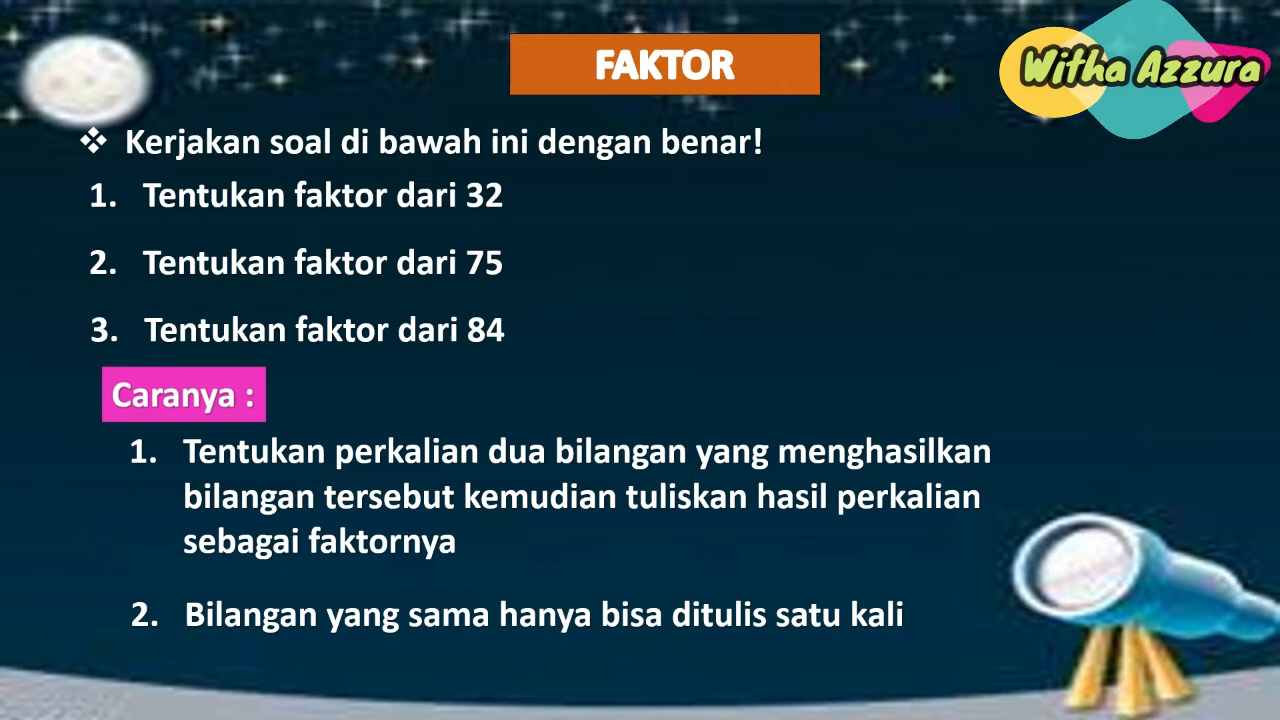 FAKTOR
Witha Azzura
❖ Kerjakan soal di bawah ini dengan benar!
1. Tentukan faktor dari 32
2. Tentukan faktor dari 75
3. Tentukan faktor dari 84
Caranya :
1. Tentukan perkalian dua bilangan yang menghasilkan
bilangan tersebut kemudian tuliskan hasil perkalian
sebagai faktornya
2. Bilangan yang sama hanya bisa ditulis satu kali